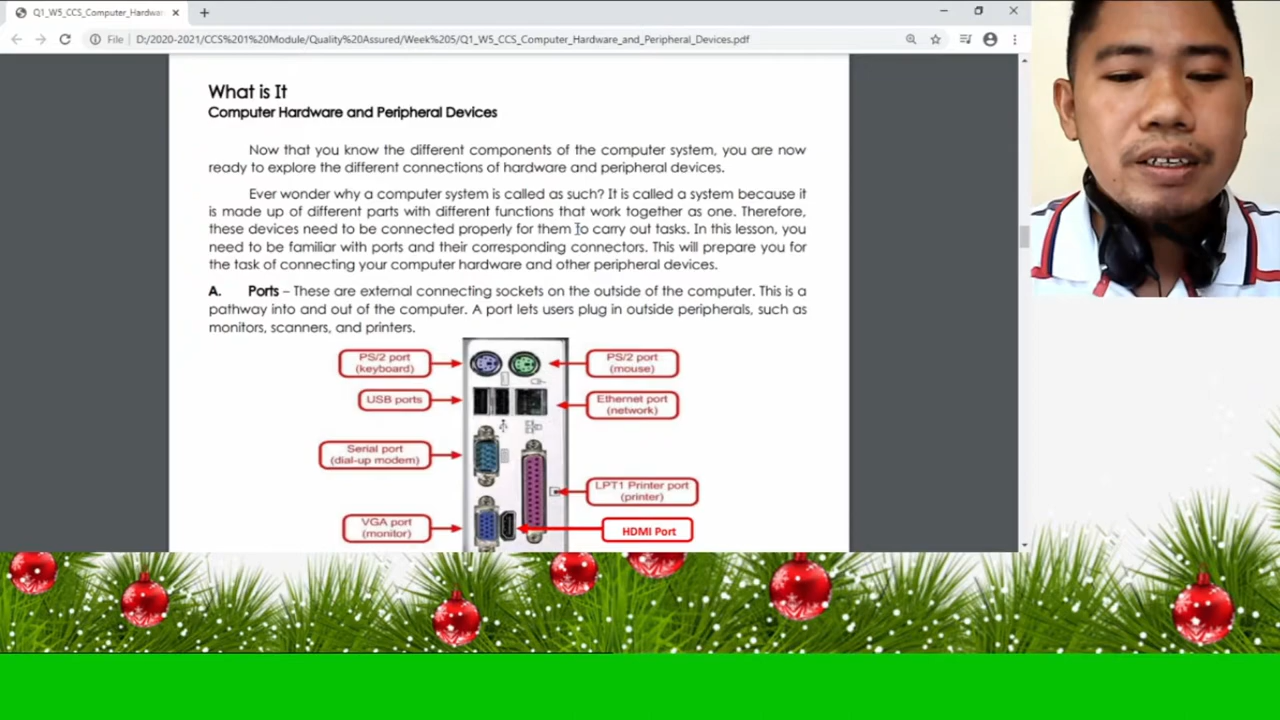 Q1_W5_CCS_Computer_Hardwa
File
D:/2020-2021/CCS%201%20Module/Quality%20Assured/Week%205/Q1_W5_CCS_Computer_Hardware_and_Peripheral_Devices.pdf
What is It
Computer Hardware and Peripheral Devices
Now that you know the different components of the computer system, you are now
ready to explore the different connections of hardware and peripheral devices.
Ever wonder why a computer system is called as such? It is called a system because it
is made up of different parts with different functions that work together as one. Therefore,
these devices need to be connected properly for them to carry out tasks. In this lesson, you
need to be familiar with ports and their corresponding connectors. This will prepare you for
the task of connecting your computer hardware and other peripheral devices.
A. Ports – These are external connecting sockets on the outside of the computer. This is a
pathway into and out of the computer. A port lets users plug in outside peripherals, such as
monitors, scanners, and printers.
PS/2 port
(keyboard)
PS/2 port
(mouse)
USB ports
Ethernet port
(network)
Serial port
(dial-up modem)
LPT1 Printer port
(printer)
VGA port
(monitor)
HDMI Port